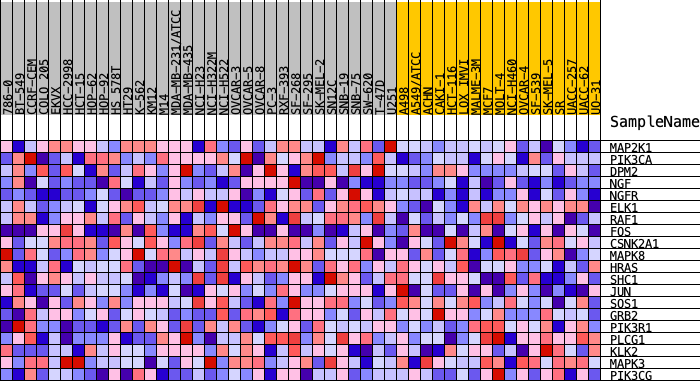 786-0
BT-549
CCRF-CEM
COLO 205
EKVX
HCC-2998
HCT-15
HOP-62
HOP-92
HS 578T
HT29
K-562
KM12
M14
MDA-MB-231/ATCC
MDA-MB-435
NCI-H23
NCI-H322M
NCI-H522
OVCAR-3
OVCAR-5
OVCAR-8
PC-3
RXF-393
SF-268
SF-295
SK-MEL-2
SN12C
SNB-19
SNB-75
SW-620
T-47D
U251
A498
A549/ATCC
ACHN
CAKI-1
HCT-116
LOX IMVI
MALME-3M
MCF7
MOLT-4
NCI-H460
OVCAR-4
SF-539
SK-MEL-5
SR
UACC-257
UACC-62
UO-31
SampleName
MAP2K1
PIK3CA
DPM2
NGF
NGFR
ELK1
RAF1
FOS
CSNK2A1
MAPK8
HRAS
SHC1
JUN
SOS1
GRB2
PIK3R1
PLCG1
KLK2
MAPK3
PIK3CG